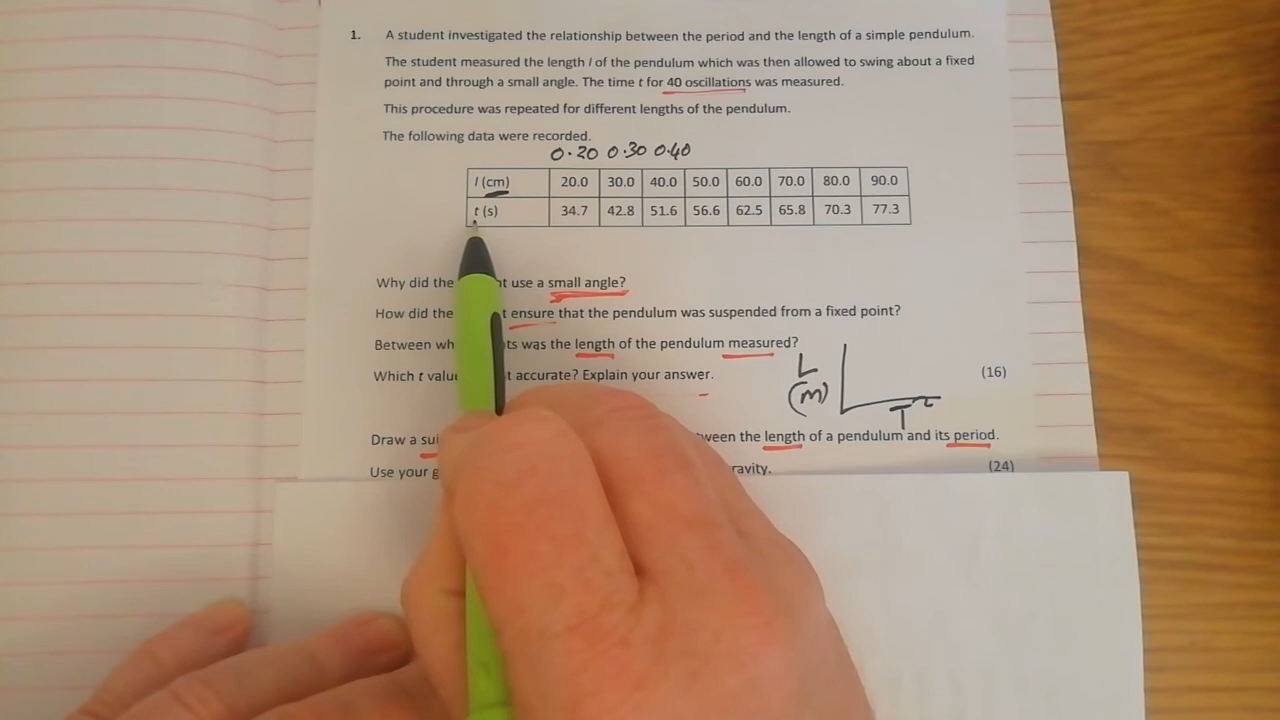 1. A student investigated the relationship between the period and the length of a simple pendulum.
The student measured the length l of the pendulum which was then allowed to swing about a fixed
point and through a small angle. The time t for 40 oscillations was measured.
This procedure was repeated for different lengths of the pendulum.
The following data were recorded.
0.20 0.30 0.40
l (cm) 20.0 30.0 40.0 50.0 60.0 70.0 80.0 90.0
t (s) 34.7 42.8 51.6 56.6 62.5 65.8 70.3 77.3
Why did the use a small angle?
How did the ensure that the pendulum was suspended from a fixed point?
Between was the length of the pendulum measured?
Which t accurate? Explain your answer.
(16)
L
(m)
T²
Draw a the length of a pendulum and its period.
Use your (24)